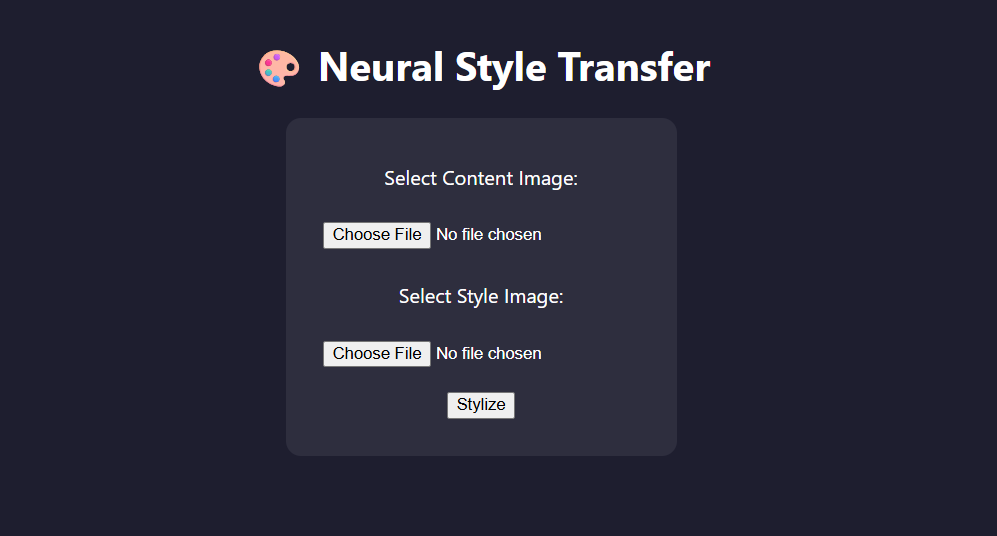 🎨 Neural Style Transfer
Select Content Image:
Choose File No file chosen
Select Style Image:
Choose File No file chosen
Stylize